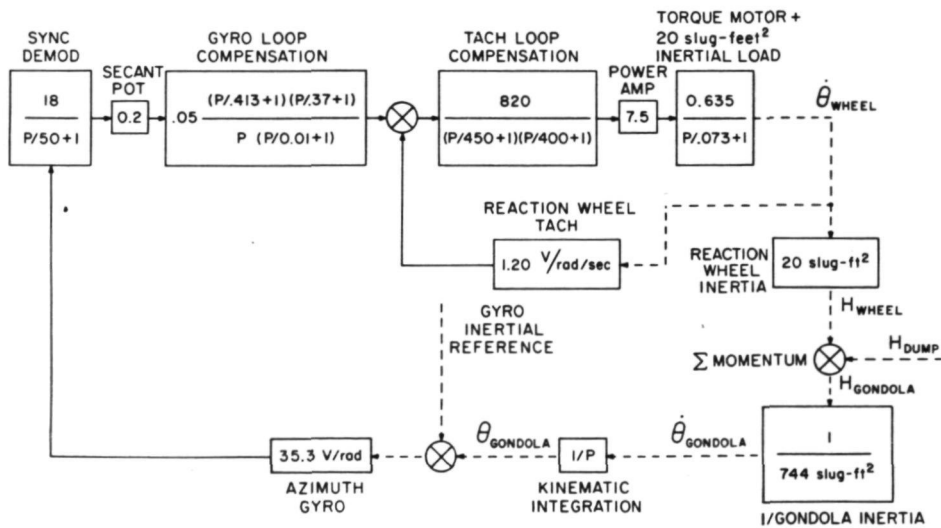 SYNC
DEMOD
18
P/50+1
SECANT
POT
0.2
GYRO LOOP
COMPENSATION
.05 (P/.413+1)(P/.37+1)
P (P/0.01+1)
TACH LOOP
COMPENSATION
820
(P/450+1)(P/400+1)
POWER
AMP
7.5
TORQUE MOTOR +
20 slug-feet²
INERTIAL LOAD
0.635
P/.073+1
θ̇WHEEL
REACTION WHEEL
TACH
1.20 V/rad/sec
REACTION
WHEEL
INERTIA
20 slug-ft²
HWHEEL
GYRO
INERTIAL
REFERENCE
Σ MOMENTUM
HDUMP
HGONDOLA
35.3 V/rad
AZIMUTH
GYRO
θGONDOLA
1/P
KINEMATIC
INTEGRATION
θ̇GONDOLA
1
744 slug-ft²
1/GONDOLA INERTIA